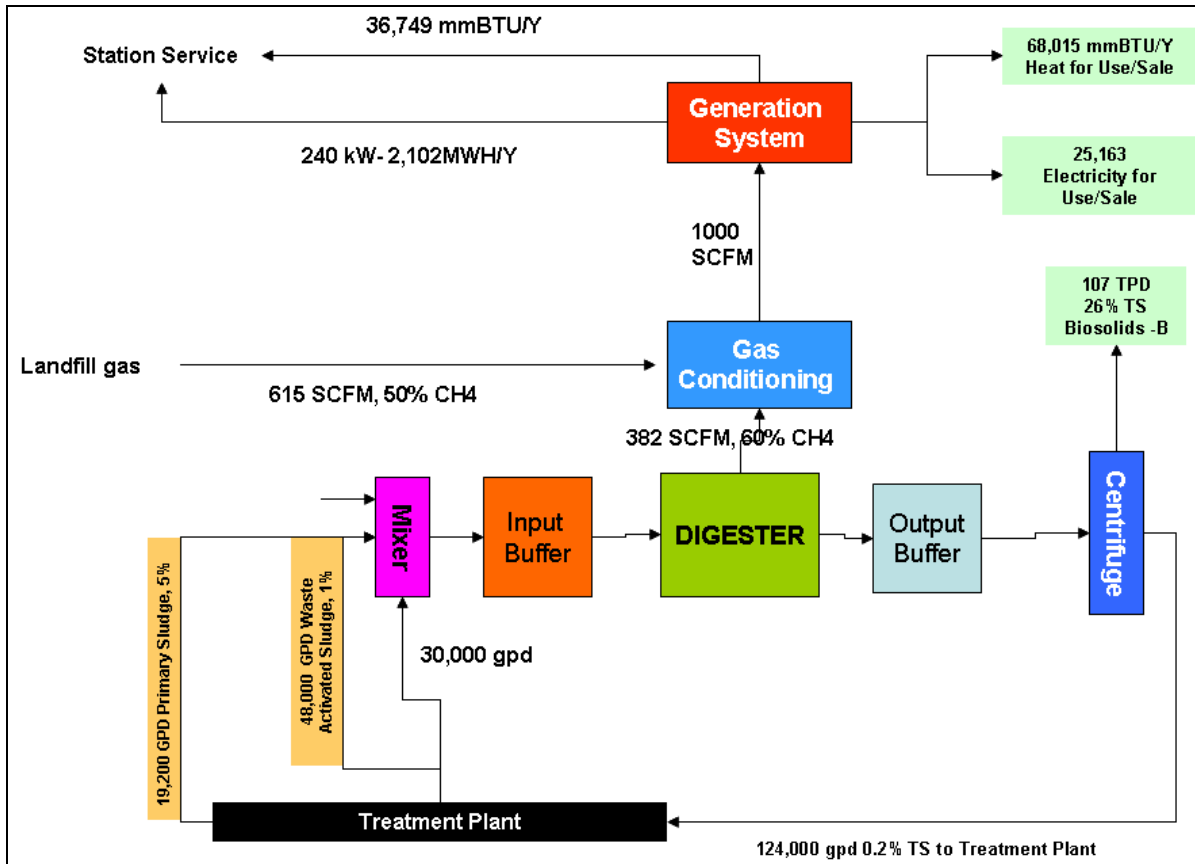 36,749 mmBTU/Y
Station Service
68,015 mmBTU/Y
Heat for Use/Sale
Generation
System
240 kW- 2,102MWH/Y
25,163
Electricity for
Use/Sale
1000
SCFM
107 TPD
26% TS
Biosolids -B
Landfill gas
Gas
Conditioning
615 SCFM, 50% CH4
382 SCFM, 60% CH4
Mixer
Input
Buffer
DIGESTER
Output
Buffer
Centrifuge
19,200 GPD Primary Sludge, 5%
48,000 GPD Waste
Activated Sludge, 1%
30,000 gpd
Treatment Plant
124,000 gpd 0.2% TS to Treatment Plant